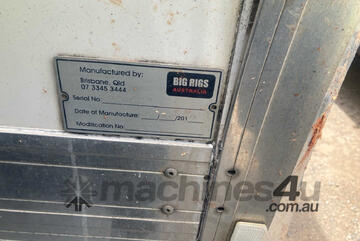 Manufactured by:
Brisbane, Qld
07 3345 3444
BIG RIGS
AUSTRALIA
Serial No
Date of Manufacture: /201
Modification No
machines4u
.com.au